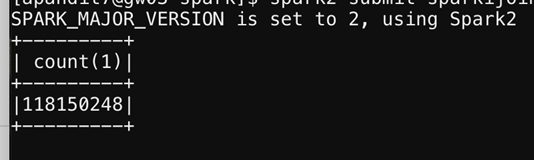 SPARK_MAJOR_VERSION is set to 2, using Spark2
+---------+
| count(1)|
+---------+
|118150248|
+---------+